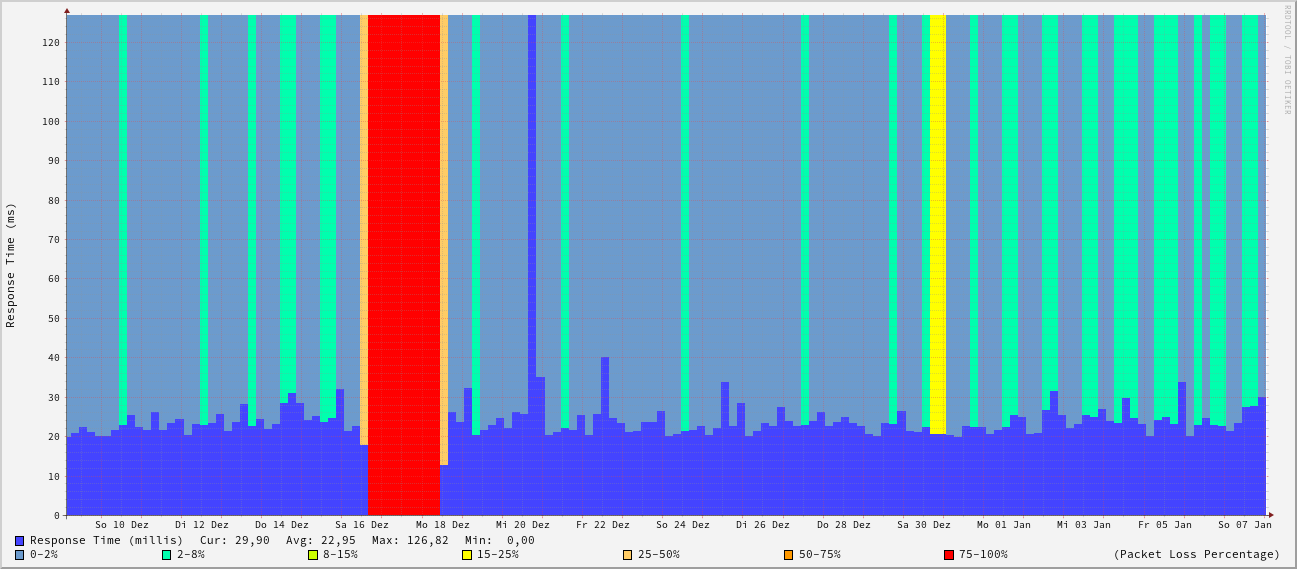 RRDTOOL / TOBI OETIKER
Response Time (ms)
120
110
100
90
80
70
60
50
40
30
20
10
0
So 10 Dez Di 12 Dez Do 14 Dez Sa 16 Dez Mo 18 Dez Mi 20 Dez Fr 22 Dez So 24 Dez Di 26 Dez Do 28 Dez Sa 30 Dez Mo 01 Jan Mi 03 Jan Fr 05 Jan So 07 Jan
Response Time (millis) Cur: 29,90 Avg: 22,95 Max: 126,82 Min: 0,00
0-2% 2-8% 8-15% 15-25% 25-50% 50-75% 75-100% (Packet Loss Percentage)